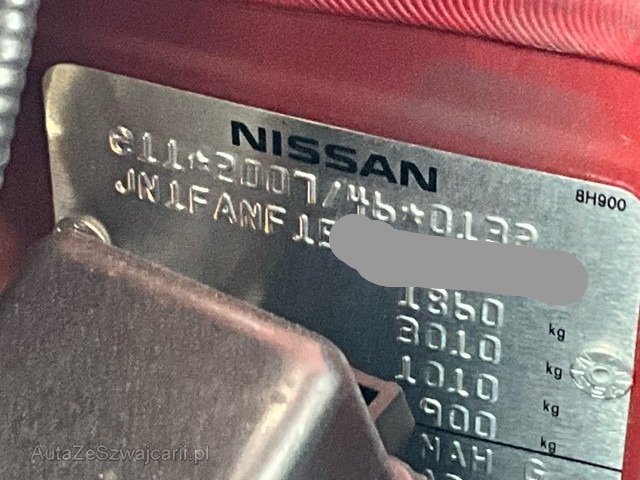 NISSAN
8H900
e11*2007/46*0132
JN1FANF15
1860 kg
3010 kg
1010 kg
900 kg
MAH G
AutaZeSzwajcarii.pl